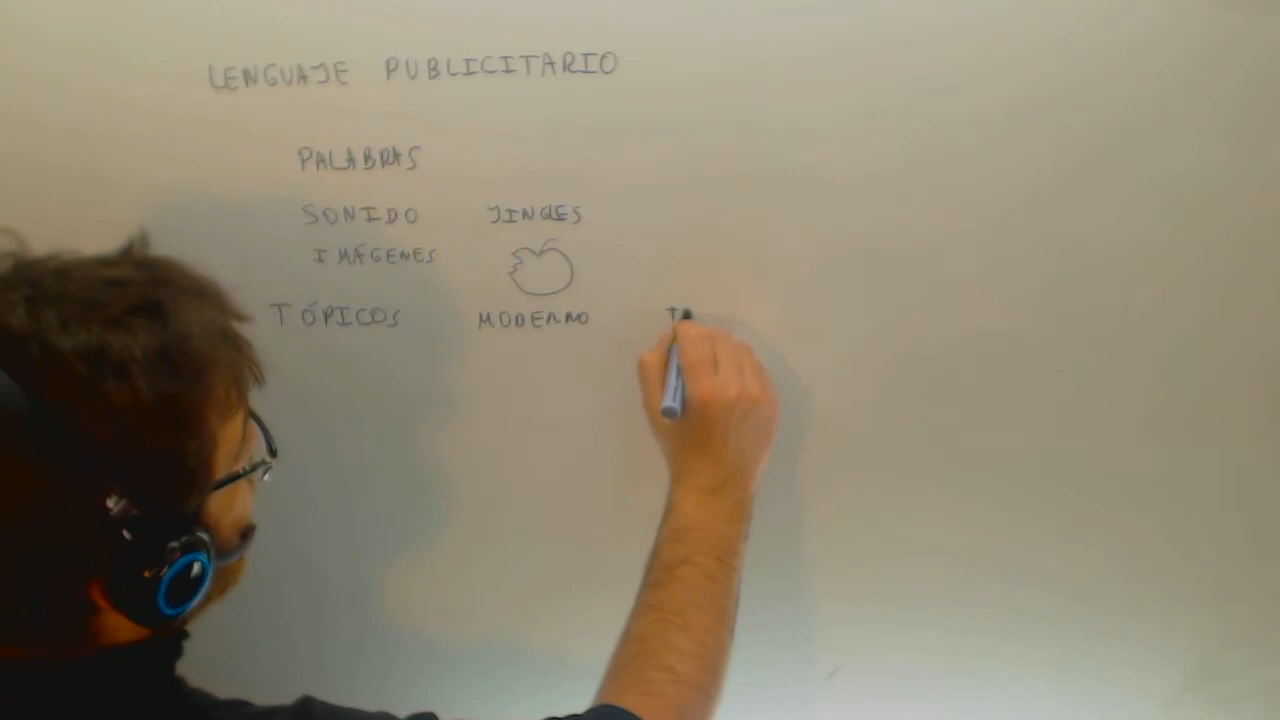 LENGUAJE PUBLICITARIO
PALABRAS
SONIDO JINGLES
IMÁGENES
TÓPICOS MODERNO